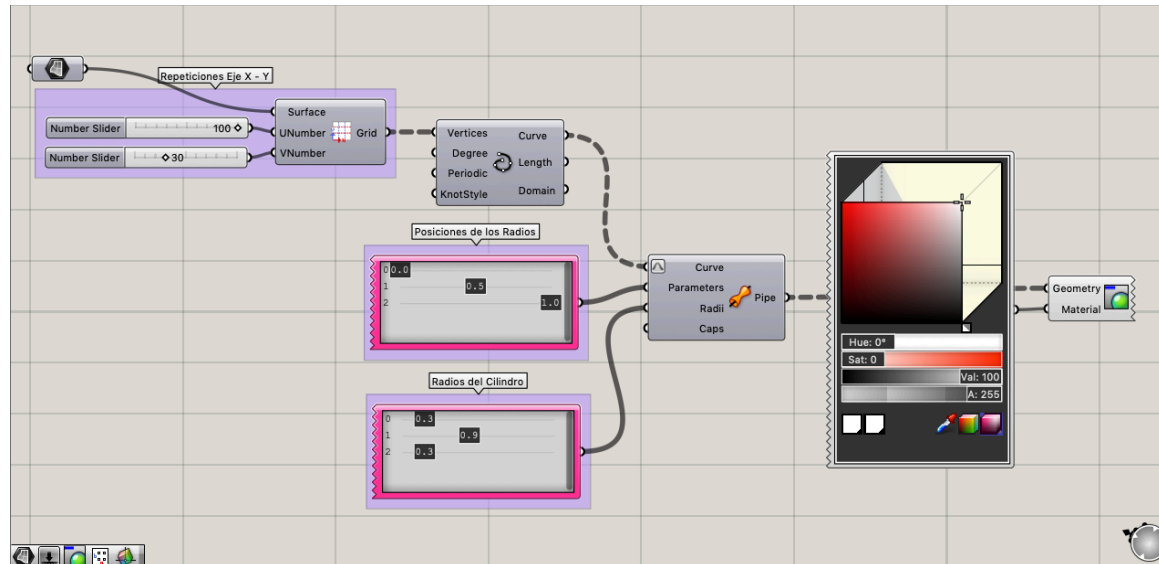 Repeticiones Eje X - Y
Number Slider 100
Number Slider 30
Surface
UNumber
VNumber
Grid
Vertices
Degree
Periodic
KnotStyle
Curve
Length
Domain
Posiciones de los Radios
0 0.0
1 0.5
2 1.0
Radios del Cilindro
0 0.3
1 0.9
2 0.3
Curve
Parameters
Radii
Caps
Pipe
Hue: 0°
Sat: 0
Val: 100
A: 255
Geometry
Material